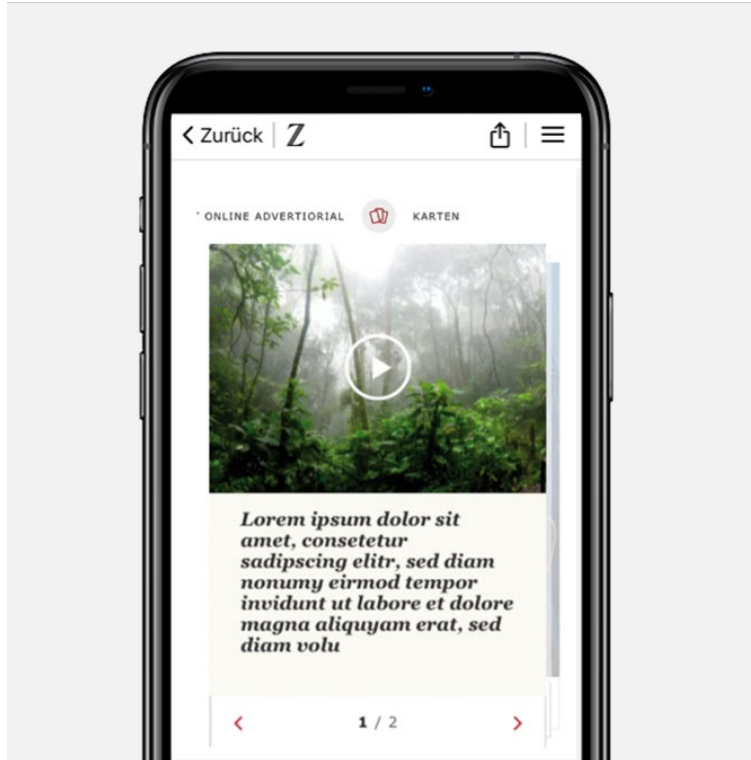 Zurück Z
* ONLINE ADVERTIORIAL KARTEN
Lorem ipsum dolor sit
amet, consetetur
sadipscing elitr, sed diam
nonumy eirmod tempor
invidunt ut labore et dolore
magna aliquyam erat, sed
diam volu
1 / 2